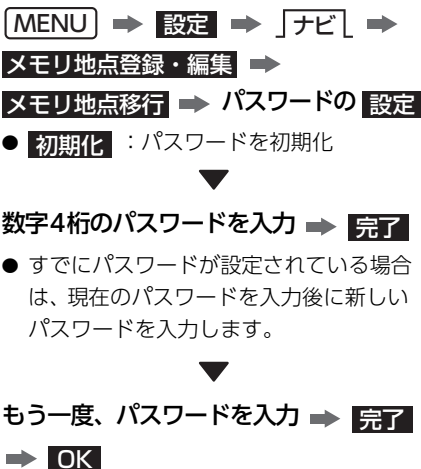 MENU ➡ 設定 ➡ ナビ ➡
メモリ地点登録・編集 ➡
メモリ地点移行 ➡ パスワードの 設定
● 初期化 :パスワードを初期化
▼
数字4桁のパスワードを入力 ➡ 完了
● すでにパスワードが設定されている場合
は、現在のパスワードを入力後に新しい
パスワードを入力します。
▼
もう一度、パスワードを入力 ➡ 完了
➡ OK